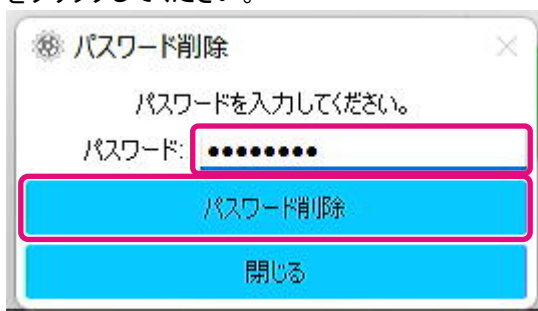 をクリックしてください。
パスワード削除
パスワードを入力してください。
パスワード: ●●●●●●●●
パスワード削除
閉じる